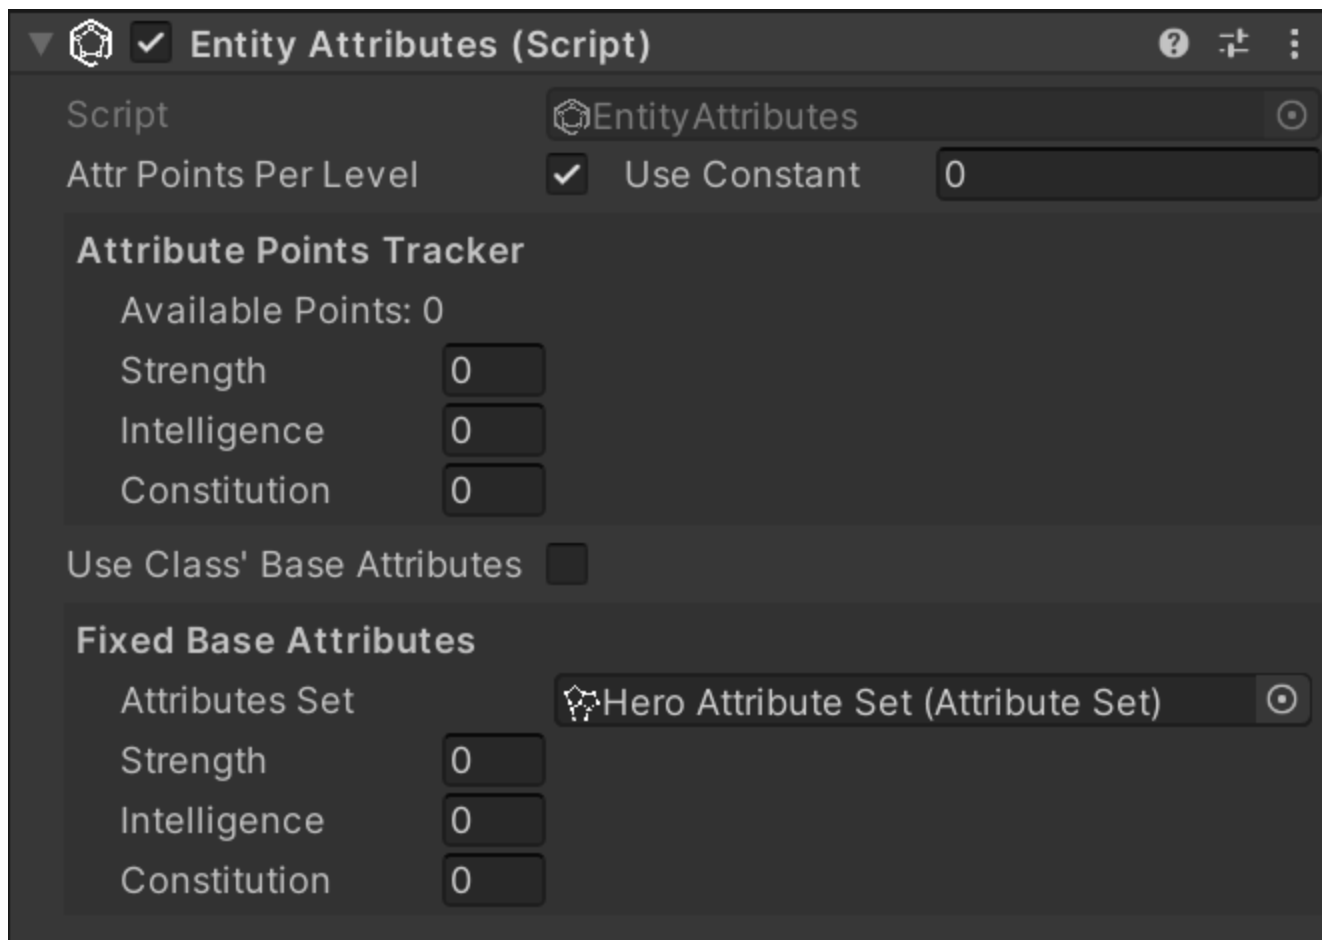 Entity Attributes (Script)
Script EntityAttributes
Attr Points Per Level Use Constant 0
Attribute Points Tracker
Available Points: 0
Strength 0
Intelligence 0
Constitution 0
Use Class' Base Attributes
Fixed Base Attributes
Attributes Set Hero Attribute Set (Attribute Set)
Strength 0
Intelligence 0
Constitution 0